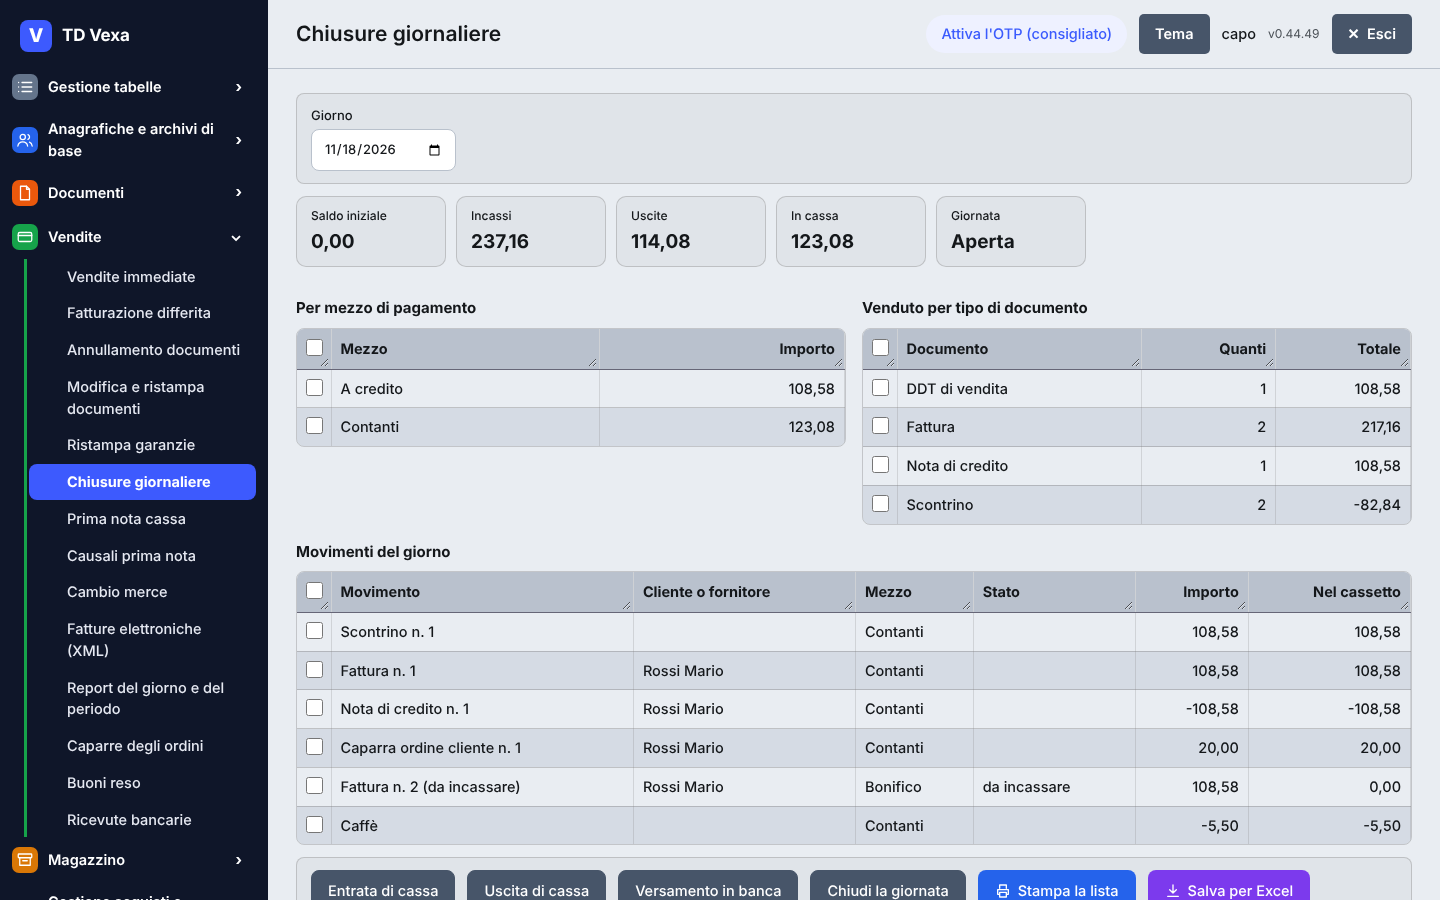 V TD Vexa
Gestione tabelle
Anagrafiche e archivi di
base
Documenti
Vendite
Vendite immediate
Fatturazione differita
Annullamento documenti
Modifica e ristampa
documenti
Ristampa garanzie
Chiusure giornaliere
Prima nota cassa
Causali prima nota
Cambio merce
Fatture elettroniche
(XML)
Report del giorno e del
periodo
Caparre degli ordini
Buoni reso
Ricevute bancarie
Magazzino
Chiusure giornaliere
Attiva l'OTP (consigliato) Tema capo v0.44.49 ✕ Esci
Giorno
11/18/2026
Saldo iniziale Incassi Uscite In cassa Giornata
0,00 237,16 114,08 123,08 Aperta
Per mezzo di pagamento
Mezzo Importo
A credito 108,58
Contanti 123,08
Venduto per tipo di documento
Documento Quanti Totale
DDT di vendita 1 108,58
Fattura 2 217,16
Nota di credito 1 108,58
Scontrino 2 -82,84
Movimenti del giorno
Movimento Cliente o fornitore Mezzo Stato Importo Nel cassetto
Scontrino n. 1 Contanti 108,58 108,58
Fattura n. 1 Rossi Mario Contanti 108,58 108,58
Nota di credito n. 1 Rossi Mario Contanti -108,58 -108,58
Caparra ordine cliente n. 1 Rossi Mario Contanti 20,00 20,00
Fattura n. 2 (da incassare) Rossi Mario Bonifico da incassare 108,58 0,00
Caffè Contanti -5,50 -5,50
Entrata di cassa Uscita di cassa Versamento in banca Chiudi la giornata Stampa la lista Salva per Excel